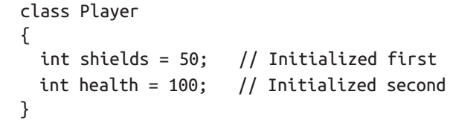 class Player
{
  int shields = 50;   // Initialized first
  int health = 100;   // Initialized second
}